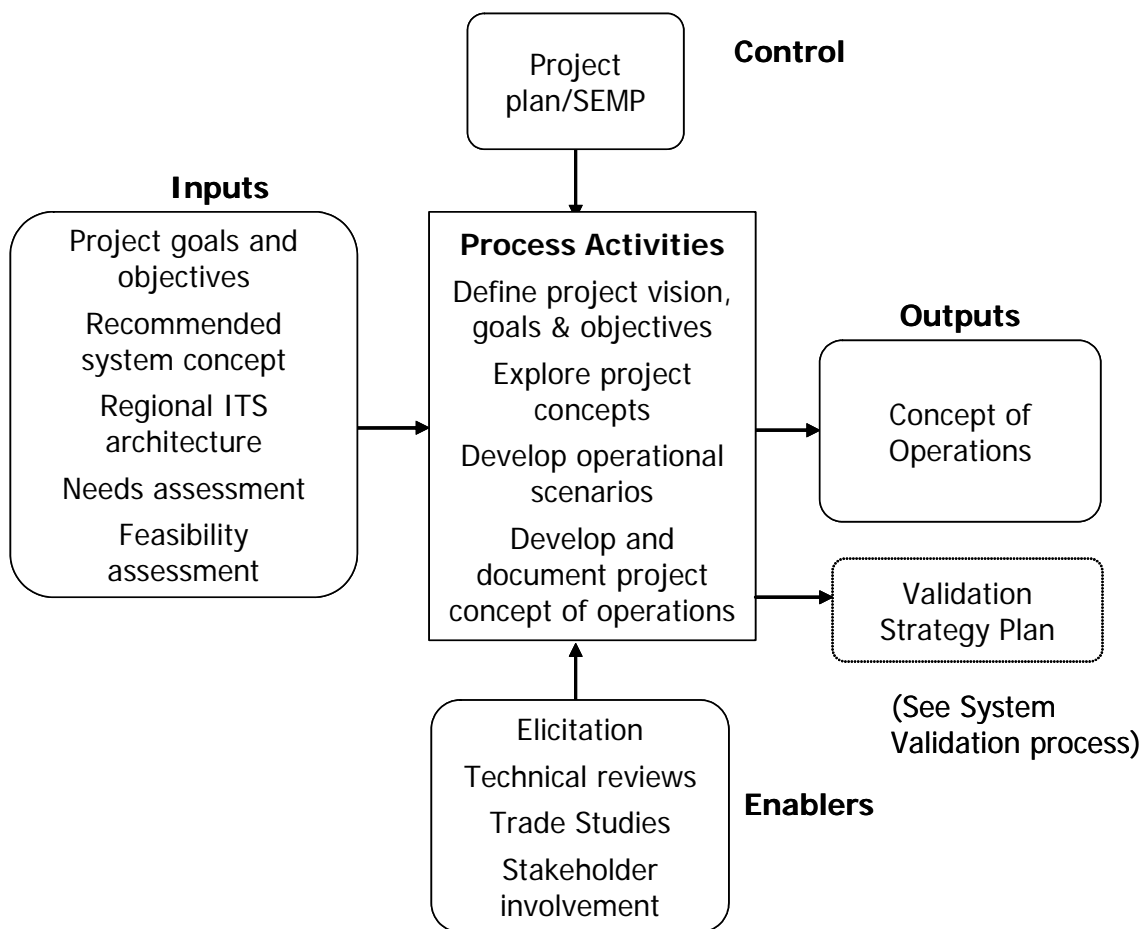 Control
Project
plan/SEMP
Inputs
Project goals and
objectives
Recommended
system concept
Regional ITS
architecture
Needs assessment
Feasibility
assessment
Process Activities
Define project vision,
goals & objectives
Explore project
concepts
Develop operational
scenarios
Develop and
document project
concept of operations
Outputs
Concept of
Operations
Validation
Strategy Plan
(See System
Validation process)
Elicitation
Technical reviews
Trade Studies
Stakeholder
involvement
Enablers